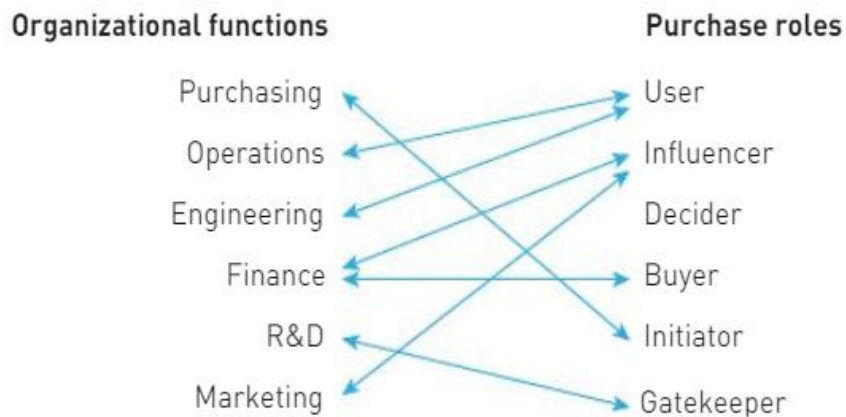 Organizational functions
Purchase roles
Purchasing
User
Operations
Influencer
Engineering
Decider
Finance
Buyer
R&D
Initiator
Marketing
Gatekeeper